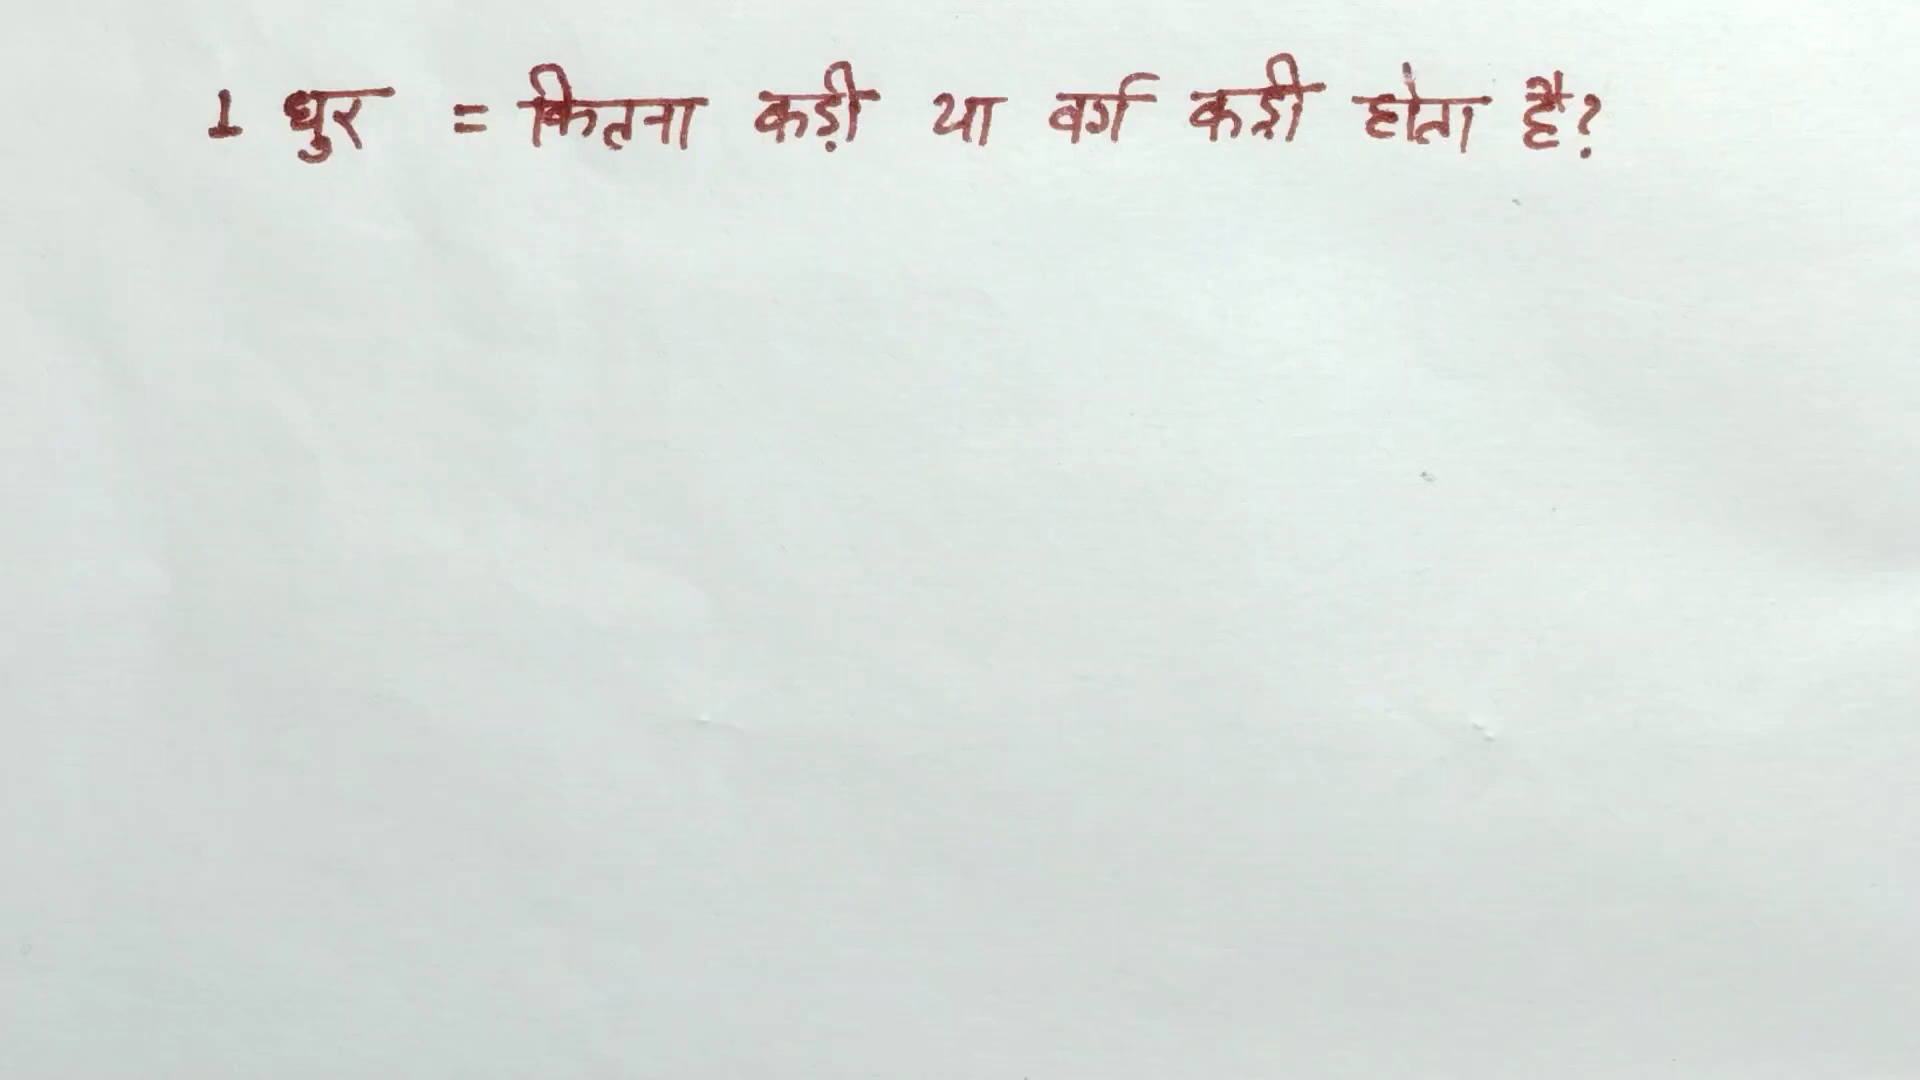 1 धुर = कितना कड़ी या वर्ग कड़ी होता है?